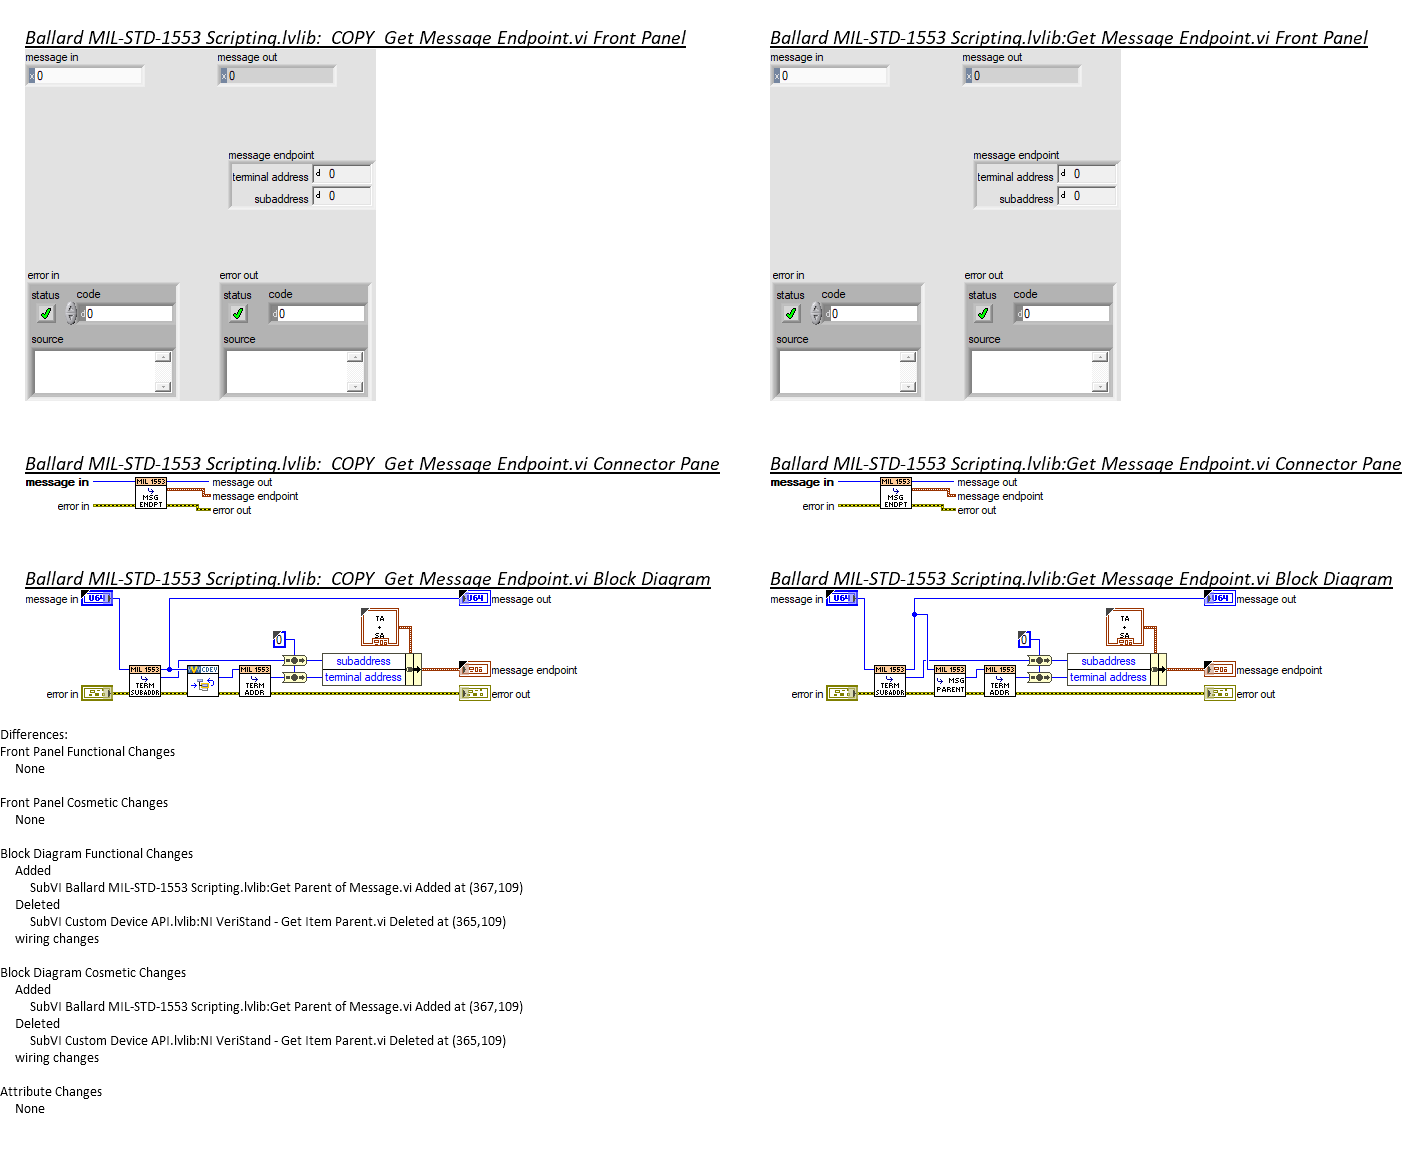 Ballard MIL-STD-1553 Scripting.lvlib:_COPY_Get Message Endpoint.vi Front Panel
message in
x 0
message out
x 0
message endpoint
terminal address d 0
subaddress d 0
error in
status code
d 0
source
error out
status code
d 0
source
Ballard MIL-STD-1553 Scripting.lvlib:Get Message Endpoint.vi Front Panel
message in
x 0
message out
x 0
message endpoint
terminal address d 0
subaddress d 0
error in
status code
d 0
source
error out
status code
d 0
source
Ballard MIL-STD-1553 Scripting.lvlib:_COPY_Get Message Endpoint.vi Connector Pane
message in
error in
MIL 1553
MSG
ENDPT
message out
message endpoint
error out
Ballard MIL-STD-1553 Scripting.lvlib:Get Message Endpoint.vi Connector Pane
message in
error in
MIL 1553
MSG
ENDPT
message out
message endpoint
error out
Ballard MIL-STD-1553 Scripting.lvlib:_COPY_Get Message Endpoint.vi Block Diagram
message in U64
error in
MIL 1553
TERM
SUBADDR
CDEV
MIL 1553
TERM
ADDR
0
TA
+
SA
subaddress
terminal address
U64 message out
message endpoint
error out
Ballard MIL-STD-1553 Scripting.lvlib:Get Message Endpoint.vi Block Diagram
message in U64
error in
MIL 1553
TERM
SUBADDR
MIL 1553
MSG
PARENT
MIL 1553
TERM
ADDR
0
TA
+
SA
subaddress
terminal address
U64 message out
message endpoint
error out
Differences:
Front Panel Functional Changes
None
Front Panel Cosmetic Changes
None
Block Diagram Functional Changes
Added
SubVI Ballard MIL-STD-1553 Scripting.lvlib:Get Parent of Message.vi Added at (367,109)
Deleted
SubVI Custom Device API.lvlib:NI VeriStand - Get Item Parent.vi Deleted at (365,109)
wiring changes
Block Diagram Cosmetic Changes
Added
SubVI Ballard MIL-STD-1553 Scripting.lvlib:Get Parent of Message.vi Added at (367,109)
Deleted
SubVI Custom Device API.lvlib:NI VeriStand - Get Item Parent.vi Deleted at (365,109)
wiring changes
Attribute Changes
None